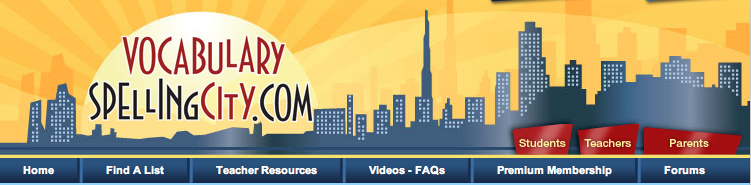 VOCABULARY
SPELLINGCITY.COM
Students Teachers Parents
Home Find A List Teacher Resources Videos - FAQs Premium Membership Forums